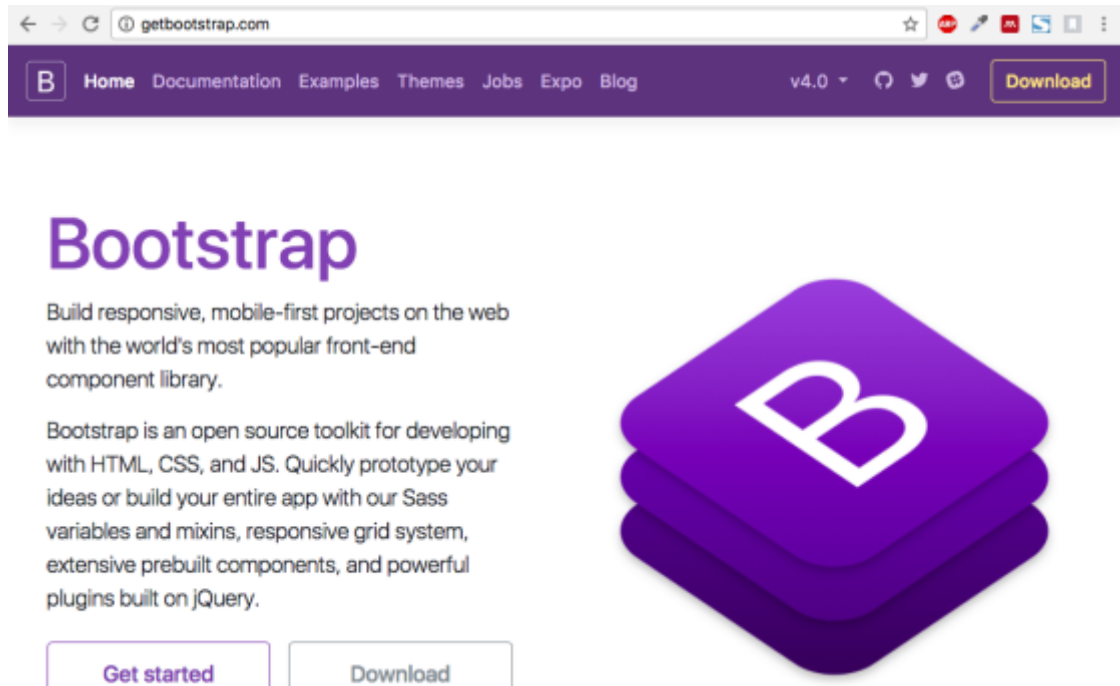 getbootstrap.com
ABP
B Home Documentation Examples Themes Jobs Expo Blog v4.0 Download
Bootstrap
Build responsive, mobile-first projects on the web
with the world's most popular front-end
component library.
Bootstrap is an open source toolkit for developing
with HTML, CSS, and JS. Quickly prototype your
ideas or build your entire app with our Sass
variables and mixins, responsive grid system,
extensive prebuilt components, and powerful
plugins built on jQuery.
Get started Download
B